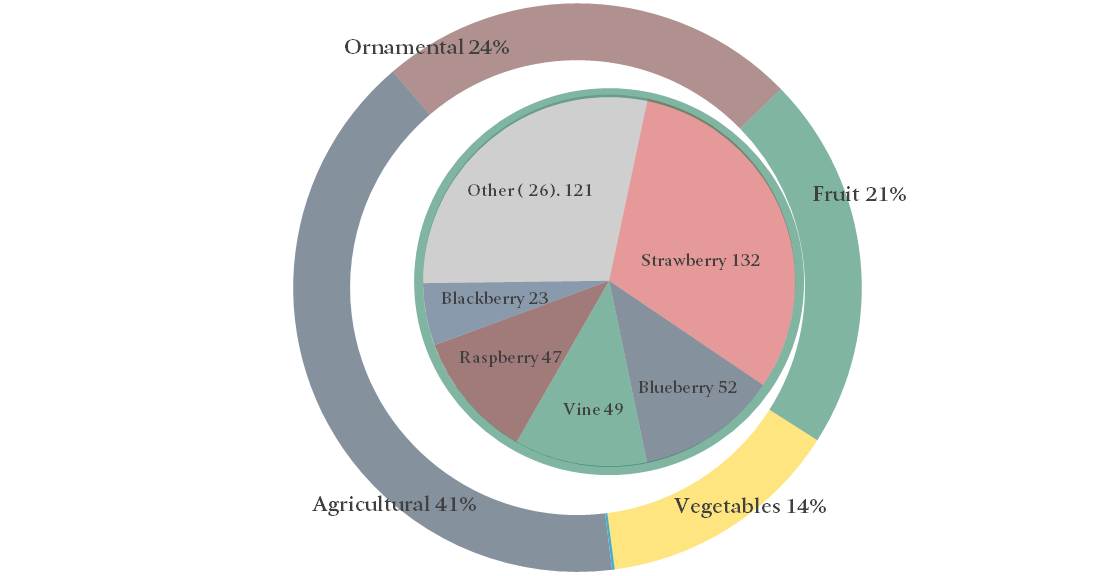 Ornamental 24%
Other ( 26). 121
Fruit 21%
Strawberry 132
Blackberry 23
Raspberry 47
Blueberry 52
Vine 49
Agricultural 41%
Vegetables 14%